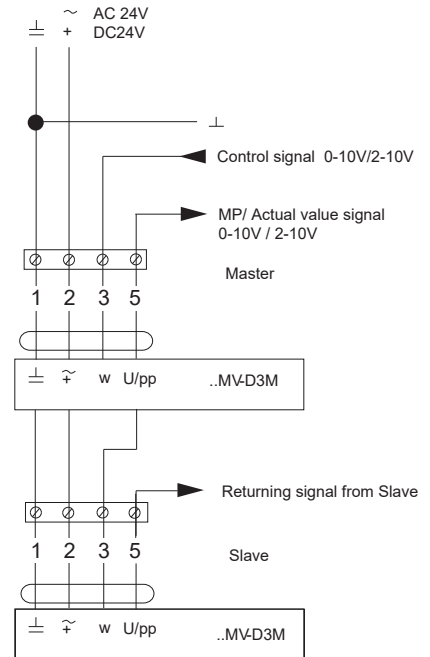 ~ AC 24V
⊥ + DC24V
⊥
Control signal 0-10V/2-10V
MP/ Actual value signal
0-10V / 2-10V
Master
1 2 3 5
⊥ ~+ w U/pp ..MV-D3M
Returning signal from Slave
1 2 3 5
Slave
⊥ ~+ w U/pp ..MV-D3M